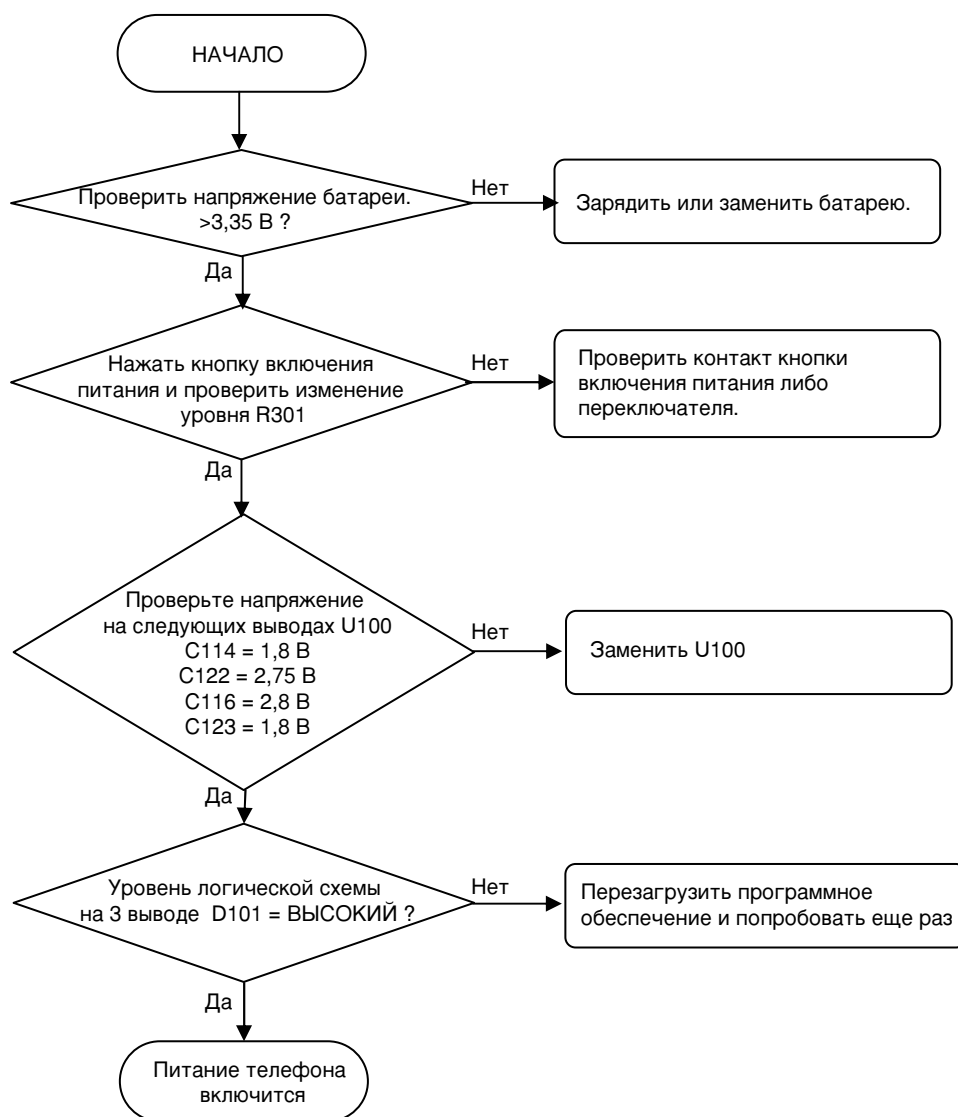 НАЧАЛО
Проверить напряжение батареи.
>3,35 В ?
Нет
Зарядить или заменить батарею.
Да
Нажать кнопку включения
питания и проверить изменение
уровня R301
Нет
Проверить контакт кнопки
включения питания либо
переключателя.
Да
Проверьте напряжение
на следующих выводах U100
C114 = 1,8 В
C122 = 2,75 В
C116 = 2,8 В
C123 = 1,8 В
Нет
Заменить U100
Да
Уровень логической схемы
на 3 выводе D101 = ВЫСОКИЙ ?
Нет
Перезагрузить программное
обеспечение и попробовать еще раз
Да
Питание телефона
включится